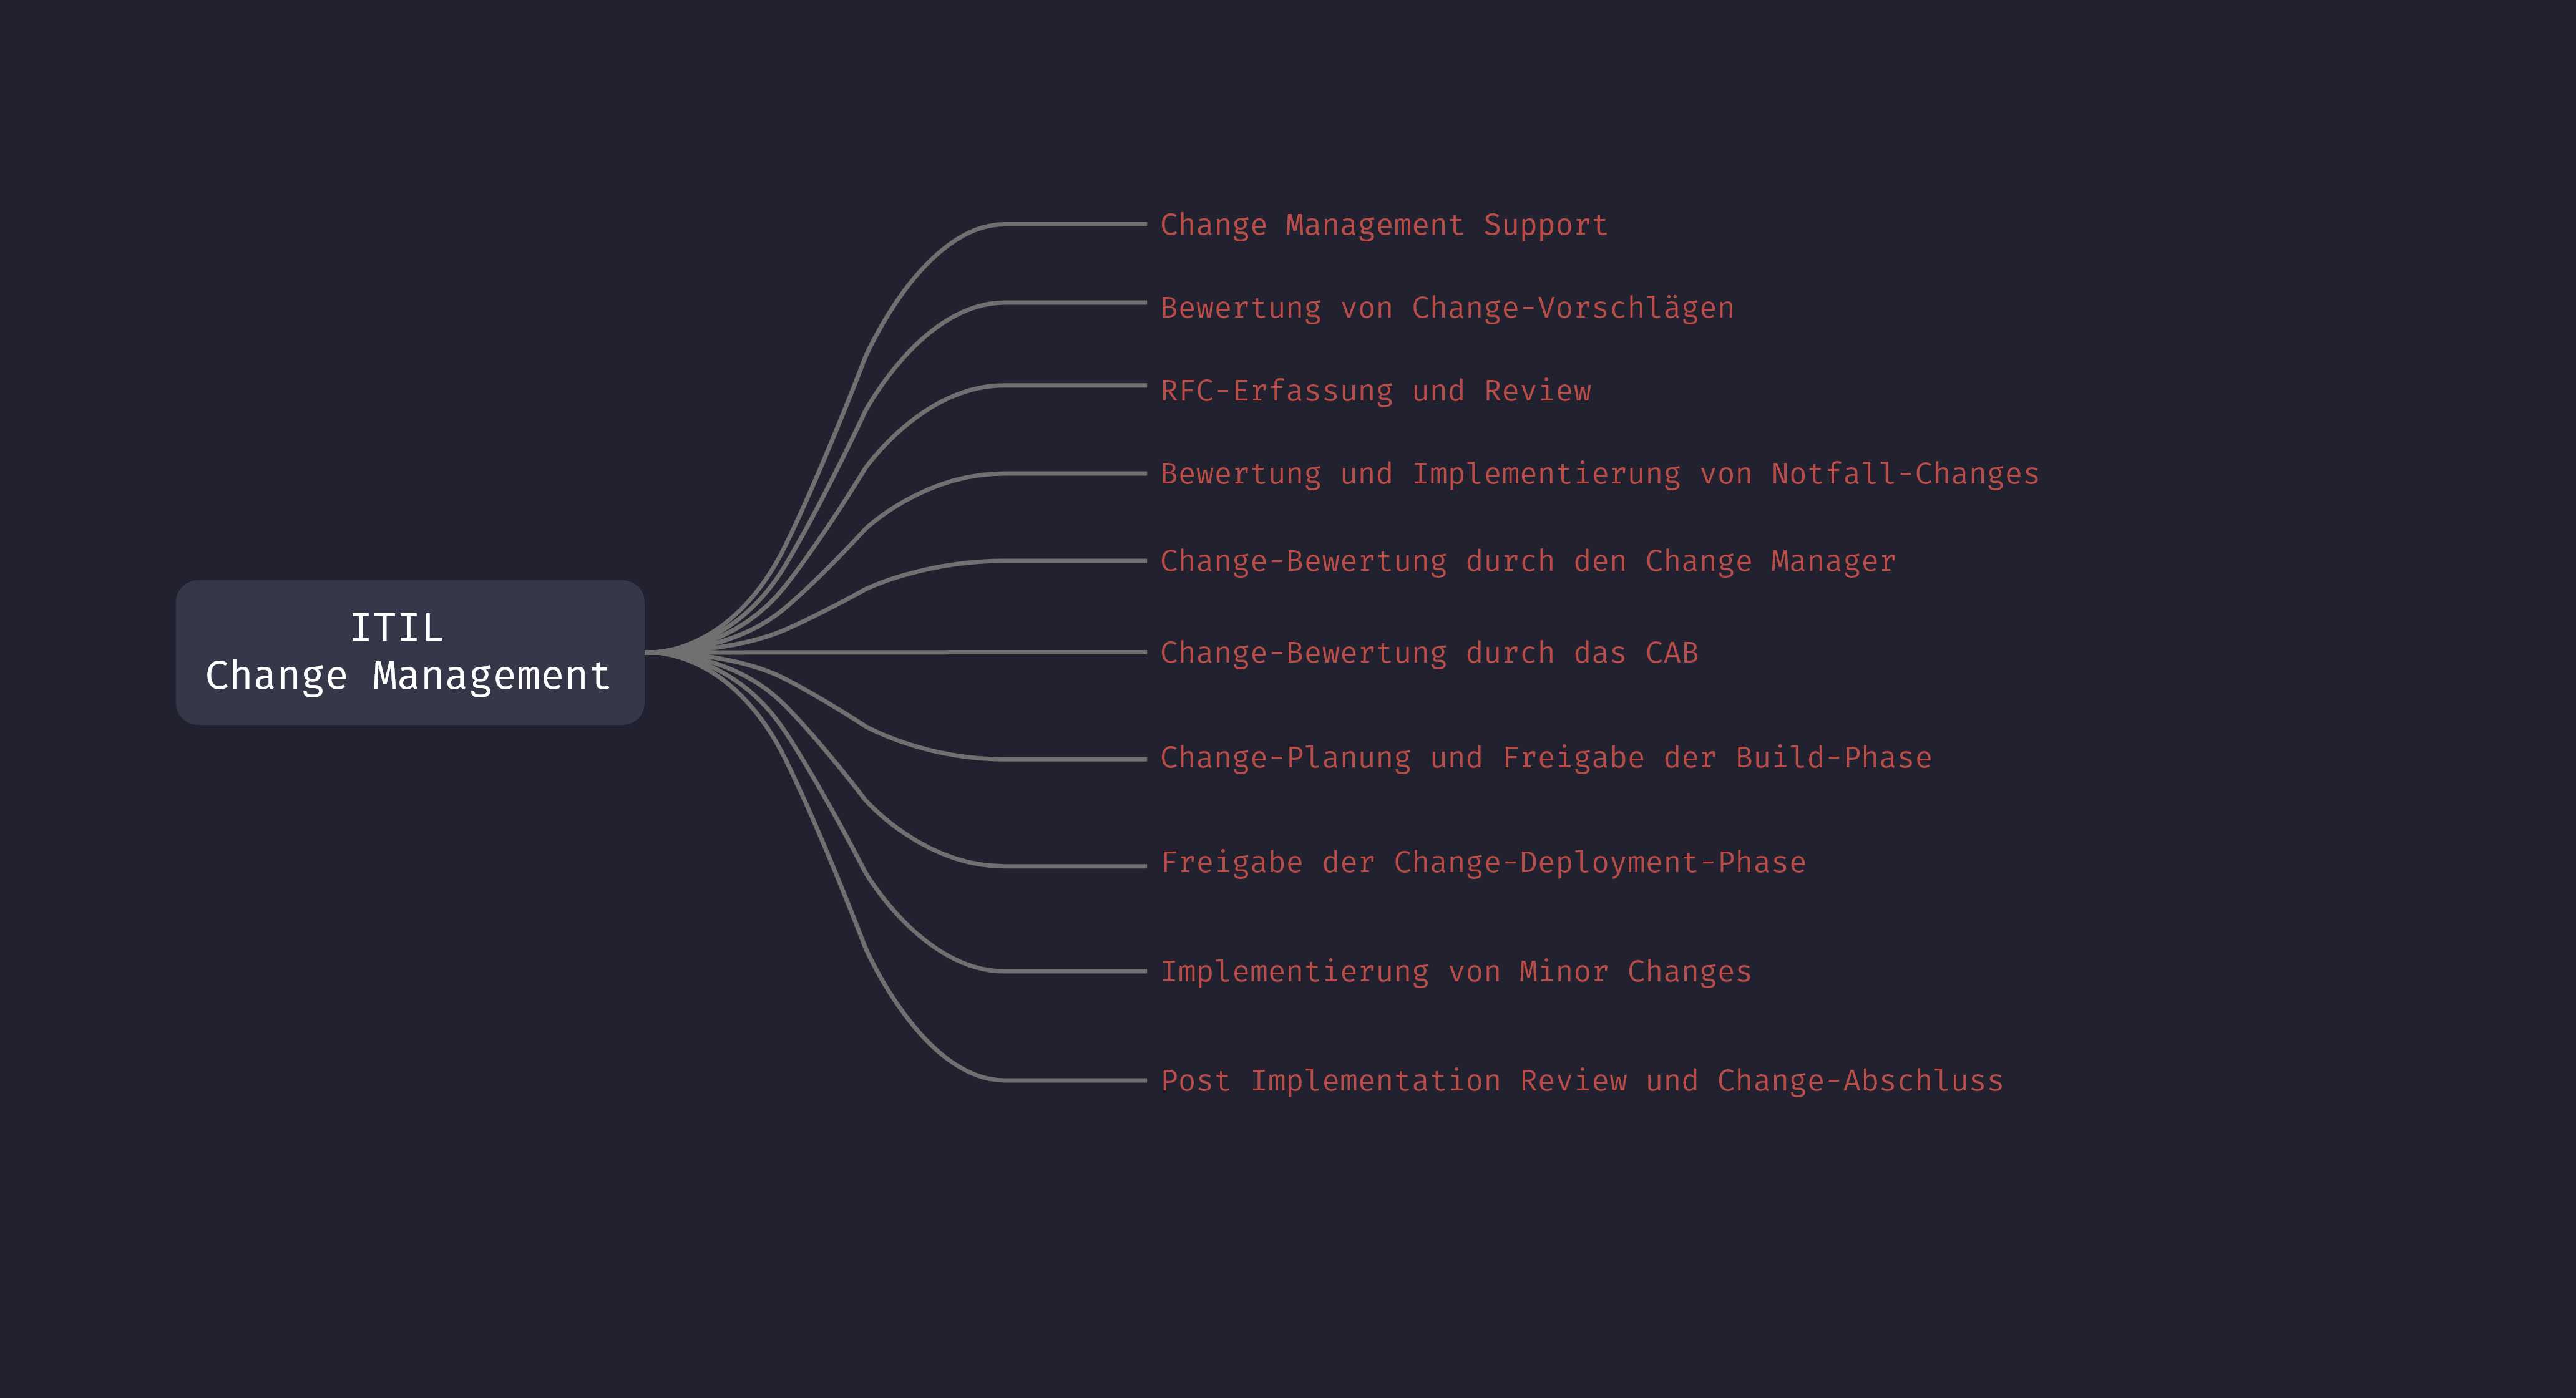 ITIL
Change Management
Change Management Support
Bewertung von Change-Vorschlägen
RFC-Erfassung und Review
Bewertung und Implementierung von Notfall-Changes
Change-Bewertung durch den Change Manager
Change-Bewertung durch das CAB
Change-Planung und Freigabe der Build-Phase
Freigabe der Change-Deployment-Phase
Implementierung von Minor Changes
Post Implementation Review und Change-Abschluss